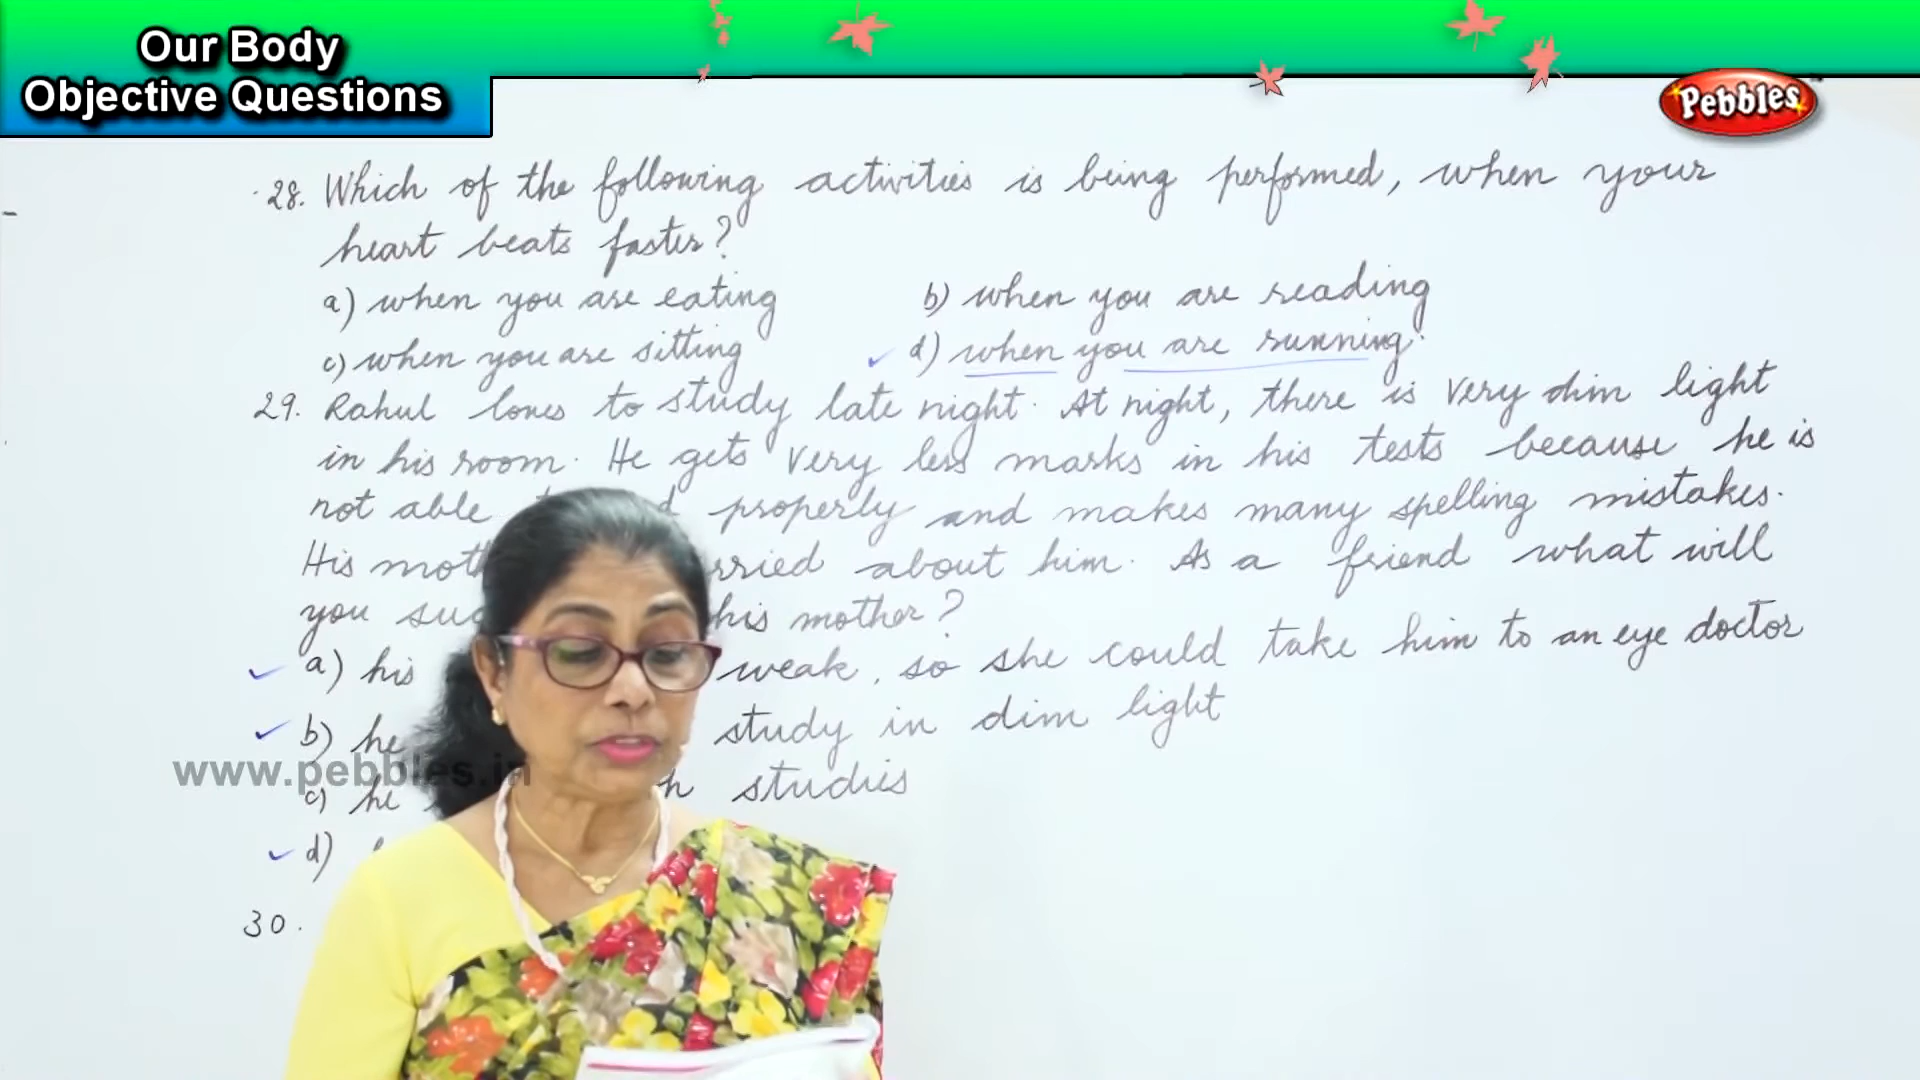 Our Body
Objective Questions
Pebbles
28. Which of the following activities is being performed, when your
heart beats faster?
a) when you are eating b) when you are reading
c) when you are sitting d) when you are running.
29. Rahul loves to study late night. At night, there is very dim light
in his room. He gets very less marks in his tests because he is
not able properly and makes many spelling mistakes.
His about him. As a friend what will
you his mother?
a) his weak, so she could take him to an eye doctor
b) he study in dim light
www.pebbles.in
c) he studies
d)
30.